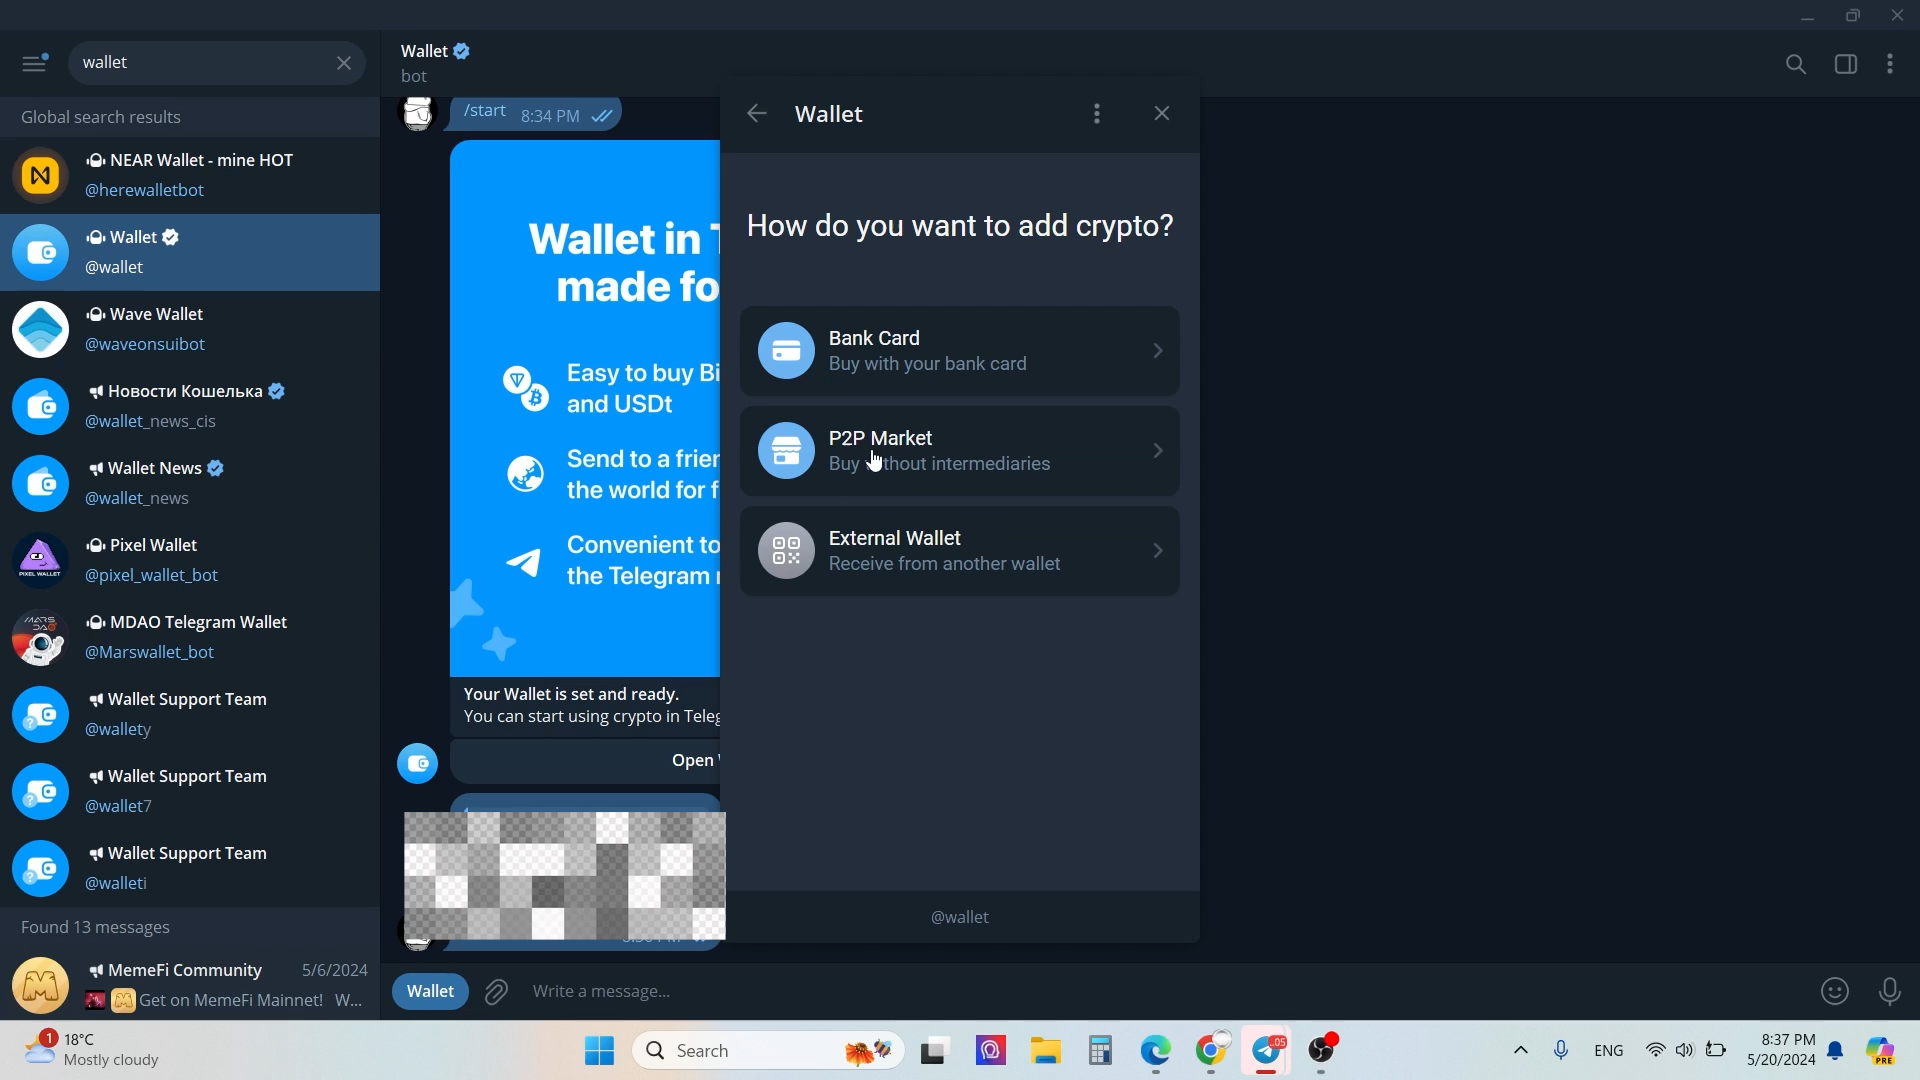 wallet
Global search results
NEAR Wallet - mine HOT
@herewalletbot
Wallet
@wallet
Wave Wallet
@waveonsuibot
Новости Кошелька
@wallet_news_cis
Wallet News
@wallet_news
Pixel Wallet
@pixel_wallet_bot
MDAO Telegram Wallet
@Marswallet_bot
Wallet Support Team
@wallety
Wallet Support Team
@wallet7
Wallet Support Team
@walleti
Found 13 messages
MemeFi Community 5/6/2024
Get on MemeFi Mainnet! W...
Wallet
bot
/start 8:34 PM
Wallet in
made fo
Easy to buy Bi
and USDt
Send to a frier
the world for f
Convenient to
the Telegram
Your Wallet is set and ready.
You can start using crypto in Teleg
Open
Wallet
How do you want to add crypto?
Bank Card
Buy with your bank card
P2P Market
Buy without intermediaries
External Wallet
Receive from another wallet
@wallet
Wallet Write a message...
1
18°C
Mostly cloudy
Search
.05
ENG
8:37 PM
5/20/2024
PRE